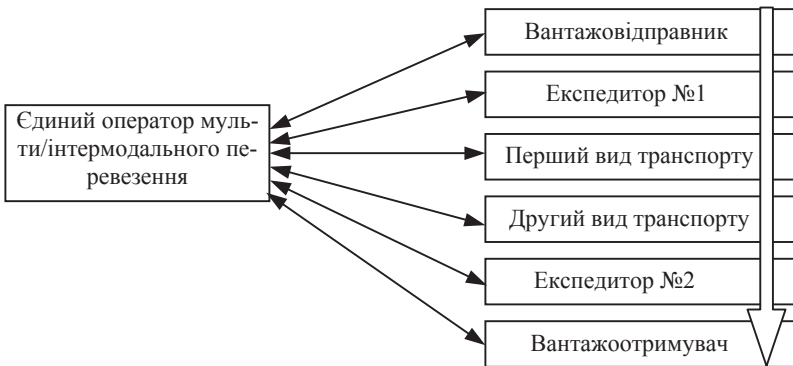 Єдиний оператор муль-
ти/інтермодального пе-
ревезення
Вантажовідправник
Експедитор №1
Перший вид транспорту
Другий вид транспорту
Експедитор №2
Вантажоотримувач